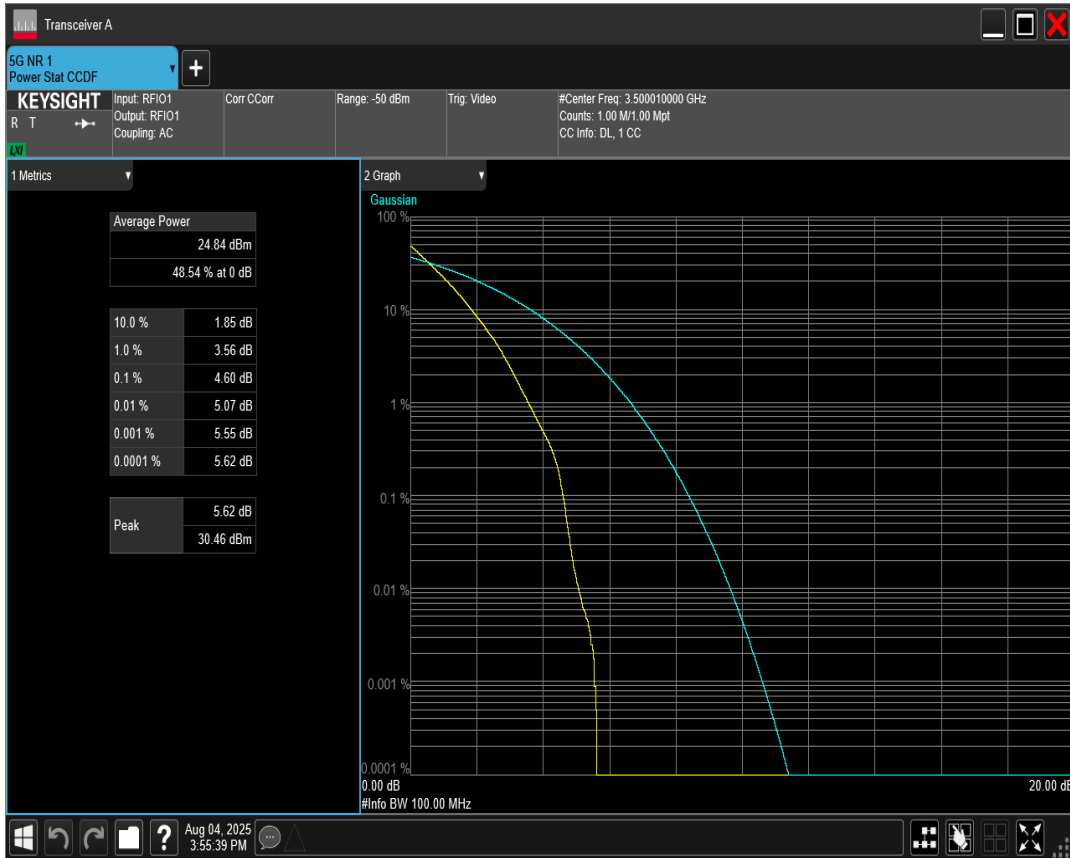 Transceiver A
5G NR 1
Power Stat CCDF
KEYSIGHT
R T
LXI
Input: RFIO1
Output: RFIO1
Coupling: AC
Corr CCorr
Range: -50 dBm
Trig: Video
#Center Freq: 3.500010000 GHz
Counts: 1.00 M/1.00 Mpt
CC Info: DL, 1 CC
1 Metrics
Average Power
24.84 dBm
48.54 % at 0 dB
10.0 % 1.85 dB
1.0 % 3.56 dB
0.1 % 4.60 dB
0.01 % 5.07 dB
0.001 % 5.55 dB
0.0001 % 5.62 dB
Peak
5.62 dB
30.46 dBm
2 Graph
Gaussian
100 %
10 %
1 %
0.1 %
0.01 %
0.001 %
0.0001 %
0.00 dB 20.00 dB
#Info BW 100.00 MHz
Aug 04, 2025
3:55:39 PM